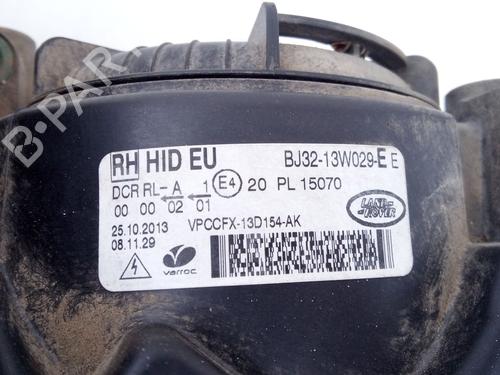 B-PARTS
RH HID EU BJ32-13W029-E E
DCR RL-A 1 E4 20 PL 15070
00 00 02 01
25.10.2013 VPCCFX-13D154-AK
08.11.29
varroc
LAND-
-ROVER